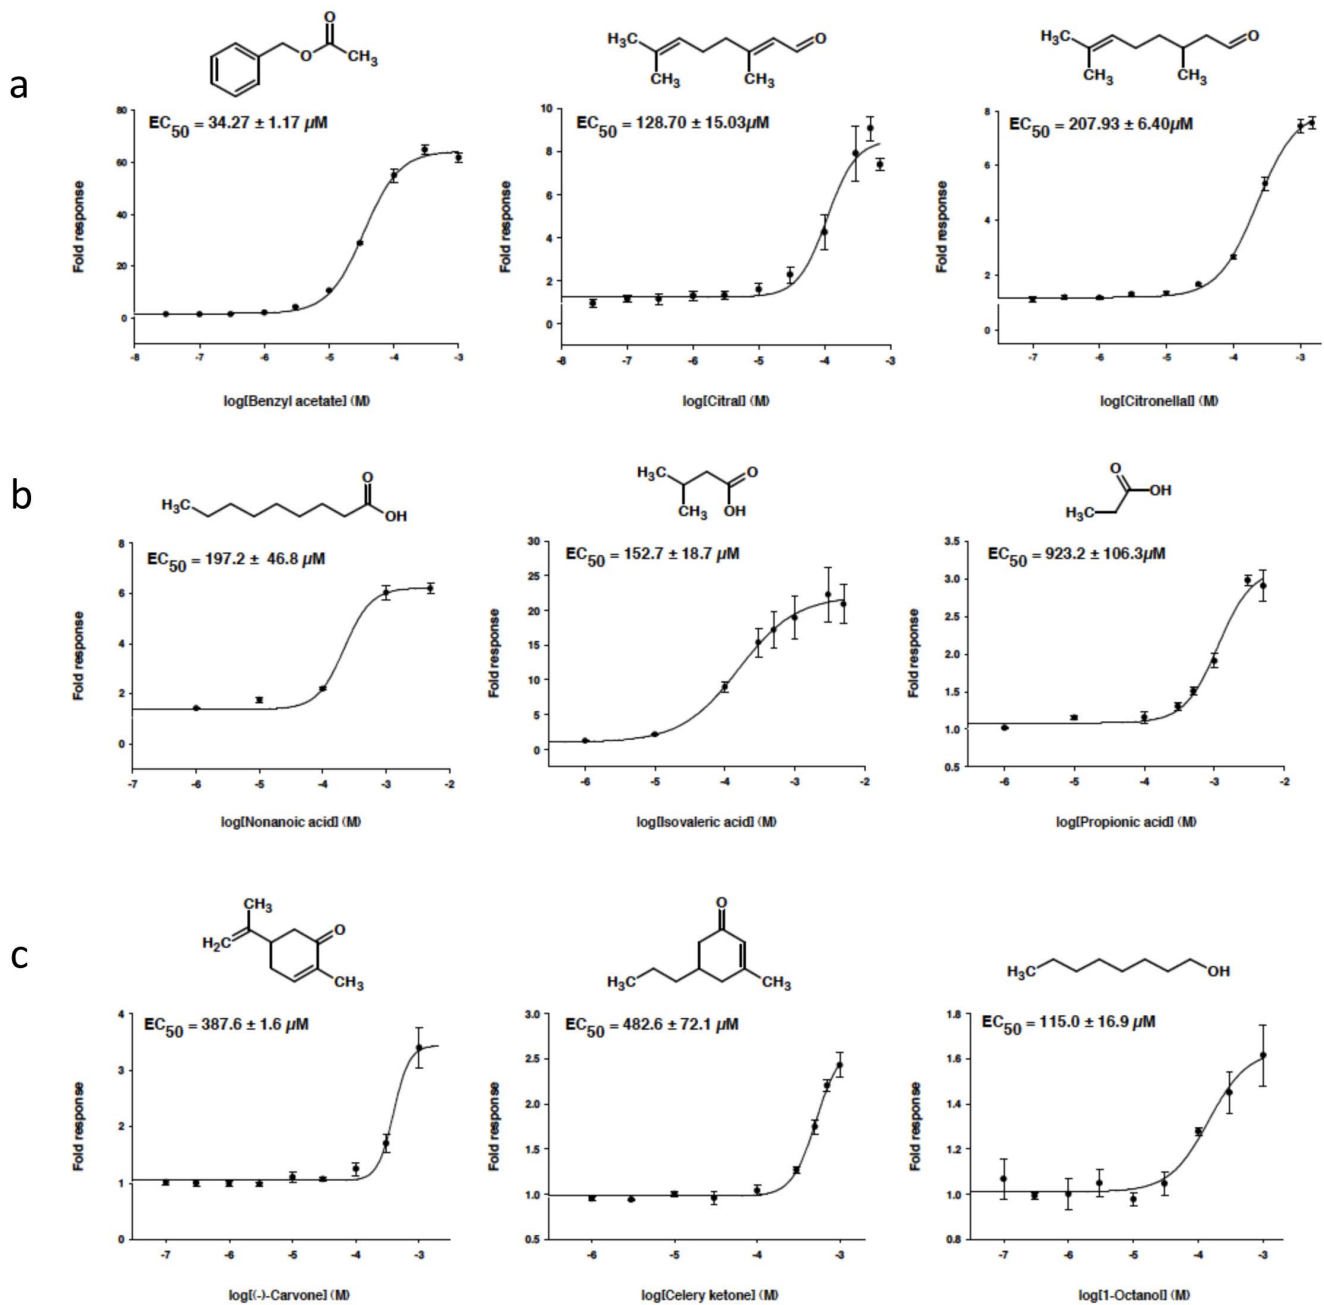 a
O
O
CH3
H3C
CH3
CH3
O
H3C
CH3
CH3
O
EC50 = 34.27 ± 1.17 µM
EC50 = 128.70 ± 15.03µM
EC50 = 207.93 ± 6.40µM
Fold response
80
60
40
20
0
-8 -7 -6 -5 -4 -3
log[Benzyl acetate] (M)
Fold response
10
8
6
4
2
0
-8 -7 -6 -5 -4 -3
log[Citral] (M)
Fold response
8
6
4
2
0
-7 -6 -5 -4 -3
log[Citronellal] (M)
b
H3C
O
OH
H3C
CH3
O
OH
O
OH
H3C
EC50 = 197.2 ± 46.8 µM
EC50 = 152.7 ± 18.7 µM
EC50 = 923.2 ± 106.3µM
Fold response
8
6
4
2
0
-7 -6 -5 -4 -3 -2
log[Nonanoic acid] (M)
Fold response
30
25
20
15
10
5
0
-6 -5 -4 -3 -2
log[Isovaleric acid] (M)
Fold response
3.5
3.0
2.5
2.0
1.5
1.0
0.5
-6 -5 -4 -3 -2
log[Propionic acid] (M)
c
CH3
H2C
O
CH3
O
H3C
CH3
H3C
OH
EC50 = 387.6 ± 1.6 µM
EC50 = 482.6 ± 72.1 µM
EC50 = 115.0 ± 16.9 µM
Fold response
4
3
2
1
0
-7 -6 -5 -4 -3
log[(-)-Carvone] (M)
Fold response
3.0
2.5
2.0
1.5
1.0
0.5
-6 -5 -4 -3
log[Celery ketone] (M)
Fold response
1.8
1.6
1.4
1.2
1.0
0.8
-7 -6 -5 -4 -3
log[1-Octanol] (M)